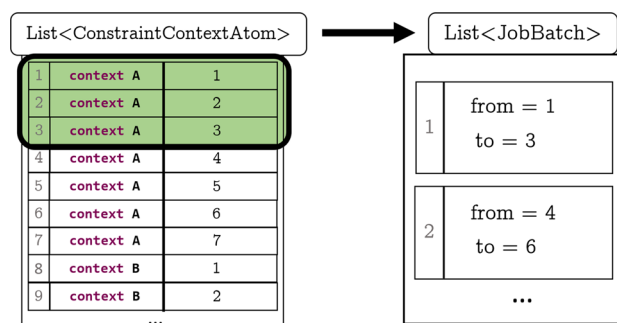 List<ConstraintContextAtom>
List<JobBatch>
1 context A 1
2 context A 2
3 context A 3
4 context A 4
5 context A 5
6 context A 6
7 context A 7
8 context B 1
9 context B 2
...
1
from = 1
to = 3
2
from = 4
to = 6
...